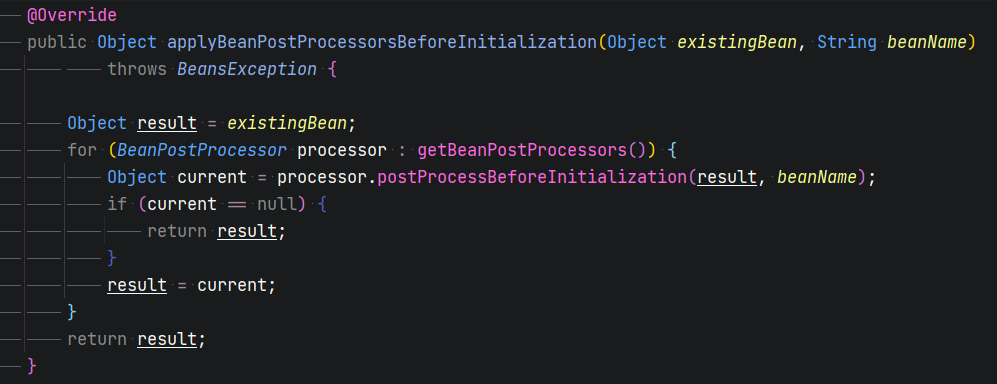 @Override
public Object applyBeanPostProcessorsBeforeInitialization(Object existingBean, String beanName)
throws BeansException {
Object result = existingBean;
for (BeanPostProcessor processor : getBeanPostProcessors()) {
Object current = processor.postProcessBeforeInitialization(result, beanName);
if (current == null) {
return result;
}
result = current;
}
return result;
}